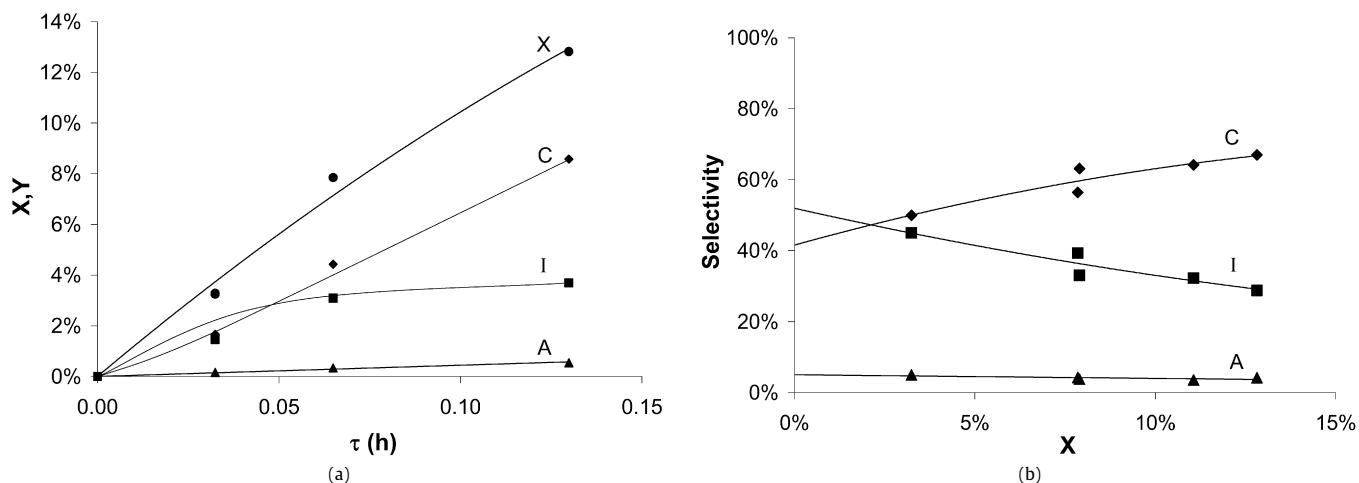 14%
12%
10%
8%
6%
4%
2%
0%
X,Y
X
C
I
A
0.00 0.05 0.10 0.15
τ (h)
(a)
100%
80%
60%
40%
20%
0%
Selectivity
C
I
A
0% 5% 10% 15%
X
(b)